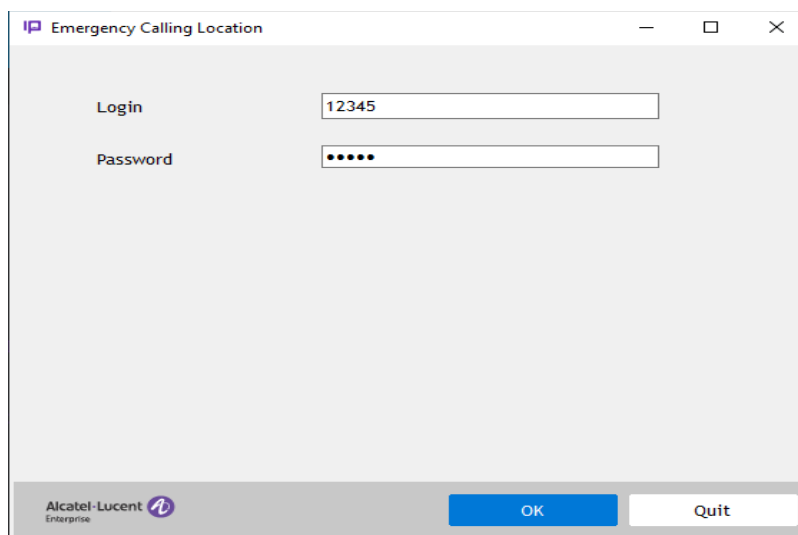 Emergency Calling Location
Login 12345
Password •••••
Alcatel·Lucent
Enterprise
OK Quit